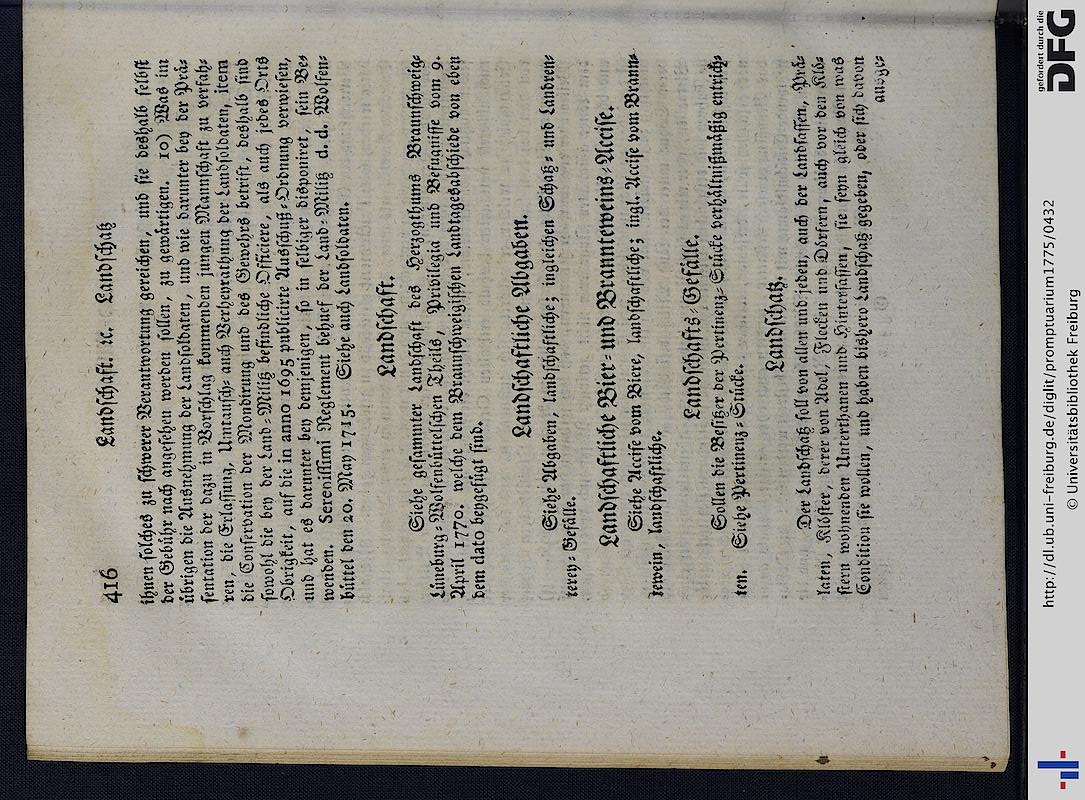 416 Landschaft. ꝛc. Landschatz
ihnen solches zu schwerer Verantwortung gereichen, und sie deshalb selbst
der Gebühr nach angesehen werden sollen, zu gewärtigen. 10) Was im
übrigen die Ausnehmung der Landsoldaten, und wie darunter bey der Prä-
sentation der dazu in Vorschlag kommenden jungen Mannschaft zu verfah-
ren, die Erlassung, Umtausch- auch Verheyrathung der Landsoldaten, item
die Conservation der Mondirung und des Gewehrs betrift, deshalb sind
sowohl die bey der Land-Militz befindliche Officiere, als auch jedes Orts
Obrigkeit, auf die in anno 1695 publicirte Ausschuß-Ordnung verwiesen,
und hat es darunter bey demjenigen, so in selbiger disponiret, sein Be-
wenden. Serenissimi Reglement behuef der Land-Militz d. d. Wolfen-
büttel den 20. May 1715. Siehe auch Landsoldaten.
Landschaft.
Siehe gesammter Landschaft des Herzogthums Braunschweig-
Lüneburg-Wolfenbüttelschen Theils, Privilegia und Befugnisse vom 9.
April 1770. welche dem Braunschweigischen Landtagesabschiede von eben
dem dato beygefügt sind.
Landschaftliche Abgaben.
Siehe Abgaben, landschaftliche; ingleichen Schatz- und Landren-
terey-Gefälle.
Landschaftliche Bier- und Branteweins-Accise.
Siehe Accise vom Biere, landschaftliche; ingl. Accise vom Brann-
tewein, landschaftliche.
Landschafts-Gefälle.
Sollen die Besitzer der Pertinenz-Stücke verhältnißmäßig entrich-
ten. Siehe Pertinenz-Stücke.
Landschatz.
Der Landschatz soll von allen und jeden, auch der Landsassen, Prä-
laten, Klöster, derer von Adel, Flecken und Dörfern, auch vor den Klö-
stern wohnenden Unterthanen und Hintersassen, sie seyn gleich von was
Condition sie wollen, und haben bishero Landschatz gegeben, oder sich davon
ausge-
http://dl.ub.uni-freiburg.de/diglit/promptuarium1775/0432
© Universitätsbibliothek Freiburg
gefördert durch die
DFG